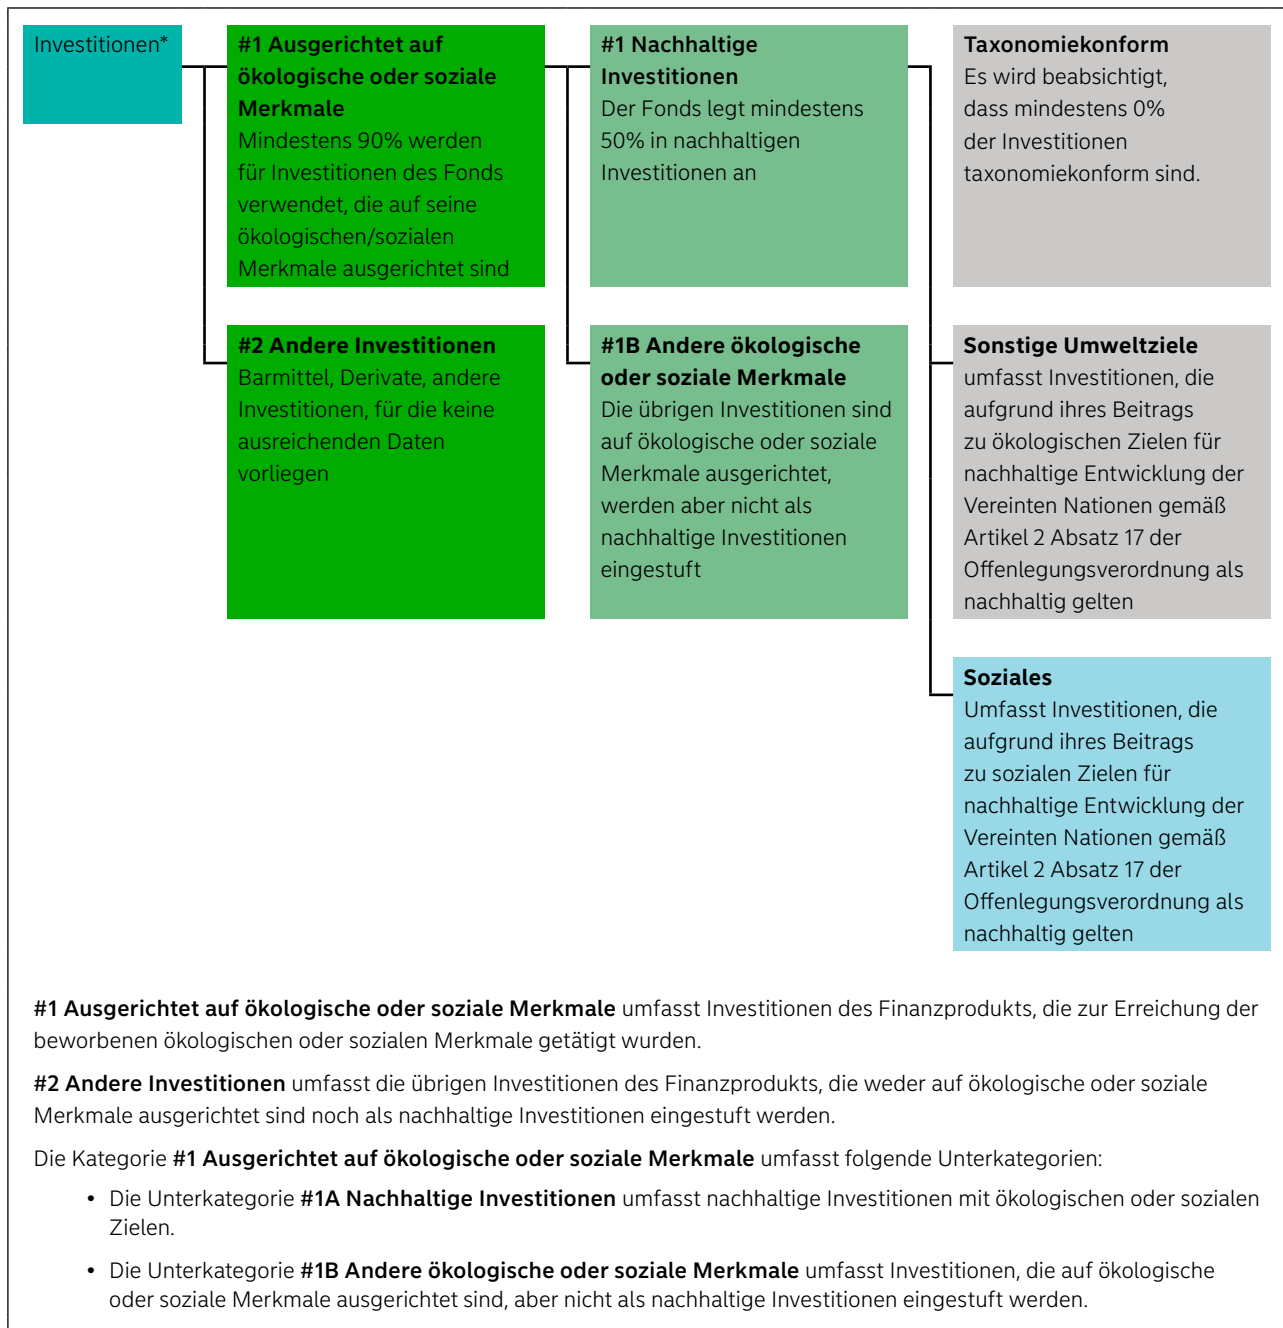 Investitionen*
#1 Ausgerichtet auf
ökologische oder soziale
Merkmale
Mindestens 90% werden
für Investitionen des Fonds
verwendet, die auf seine
ökologischen/sozialen
Merkmale ausgerichtet sind
#1 Nachhaltige
Investitionen
Der Fonds legt mindestens
50% in nachhaltigen
Investitionen an
Taxonomiekonform
Es wird beabsichtigt,
dass mindestens 0%
der Investitionen
taxonomiekonform sind.
#2 Andere Investitionen
Barmittel, Derivate, andere
Investitionen, für die keine
ausreichenden Daten
vorliegen
#1B Andere ökologische
oder soziale Merkmale
Die übrigen Investitionen sind
auf ökologische oder soziale
Merkmale ausgerichtet,
werden aber nicht als
nachhaltige Investitionen
eingestuft
Sonstige Umweltziele
umfasst Investitionen, die
aufgrund ihres Beitrags
zu ökologischen Zielen für
nachhaltige Entwicklung der
Vereinten Nationen gemäß
Artikel 2 Absatz 17 der
Offenlegungsverordnung als
nachhaltig gelten
Soziales
Umfasst Investitionen, die
aufgrund ihres Beitrags
zu sozialen Zielen für
nachhaltige Entwicklung der
Vereinten Nationen gemäß
Artikel 2 Absatz 17 der
Offenlegungsverordnung als
nachhaltig gelten
#1 Ausgerichtet auf ökologische oder soziale Merkmale umfasst Investitionen des Finanzprodukts, die zur Erreichung der
beworbenen ökologischen oder sozialen Merkmale getätigt wurden.
#2 Andere Investitionen umfasst die übrigen Investitionen des Finanzprodukts, die weder auf ökologische oder soziale
Merkmale ausgerichtet sind noch als nachhaltige Investitionen eingestuft werden.
Die Kategorie #1 Ausgerichtet auf ökologische oder soziale Merkmale umfasst folgende Unterkategorien:
• Die Unterkategorie #1A Nachhaltige Investitionen umfasst nachhaltige Investitionen mit ökologischen oder sozialen
Zielen.
• Die Unterkategorie #1B Andere ökologische oder soziale Merkmale umfasst Investitionen, die auf ökologische
oder soziale Merkmale ausgerichtet sind, aber nicht als nachhaltige Investitionen eingestuft werden.